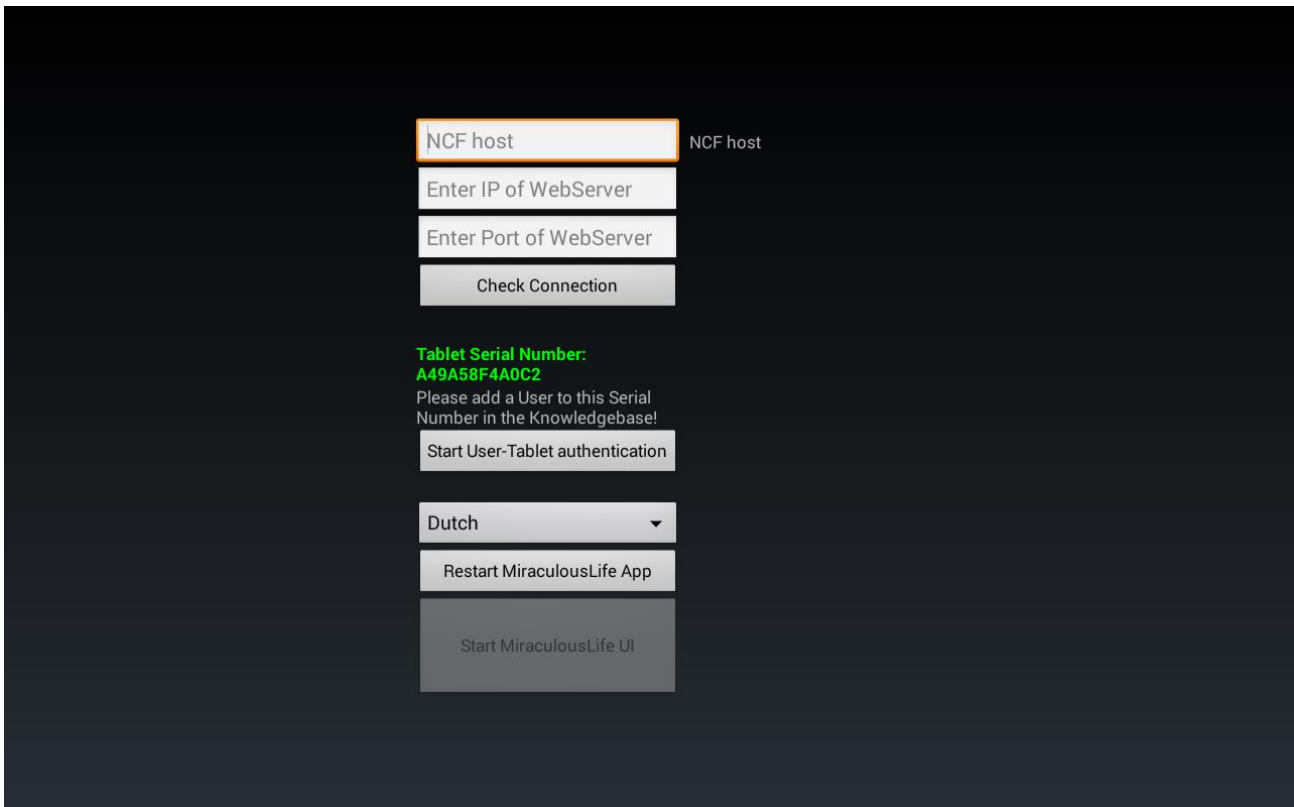 NCF host NCF host
Enter IP of WebServer
Enter Port of WebServer
Check Connection
Tablet Serial Number:
A49A58F4A0C2
Please add a User to this Serial
Number in the Knowledgebase!
Start User-Tablet authentication
Dutch
Restart MiraculousLife App
Start MiraculousLife UI